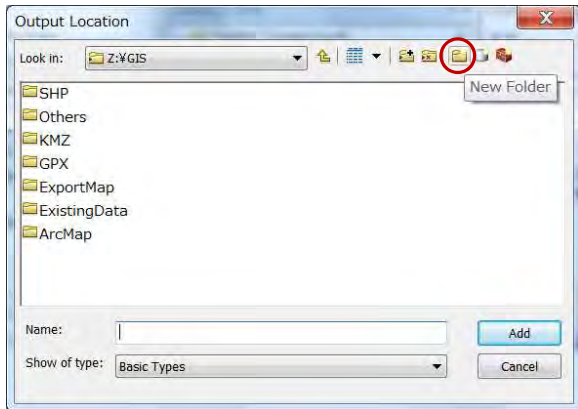 Output Location
Look in: Z:¥GIS
New Folder
SHP
Others
KMZ
GPX
ExportMap
ExistingData
ArcMap
Name:
Add
Show of type: Basic Types
Cancel